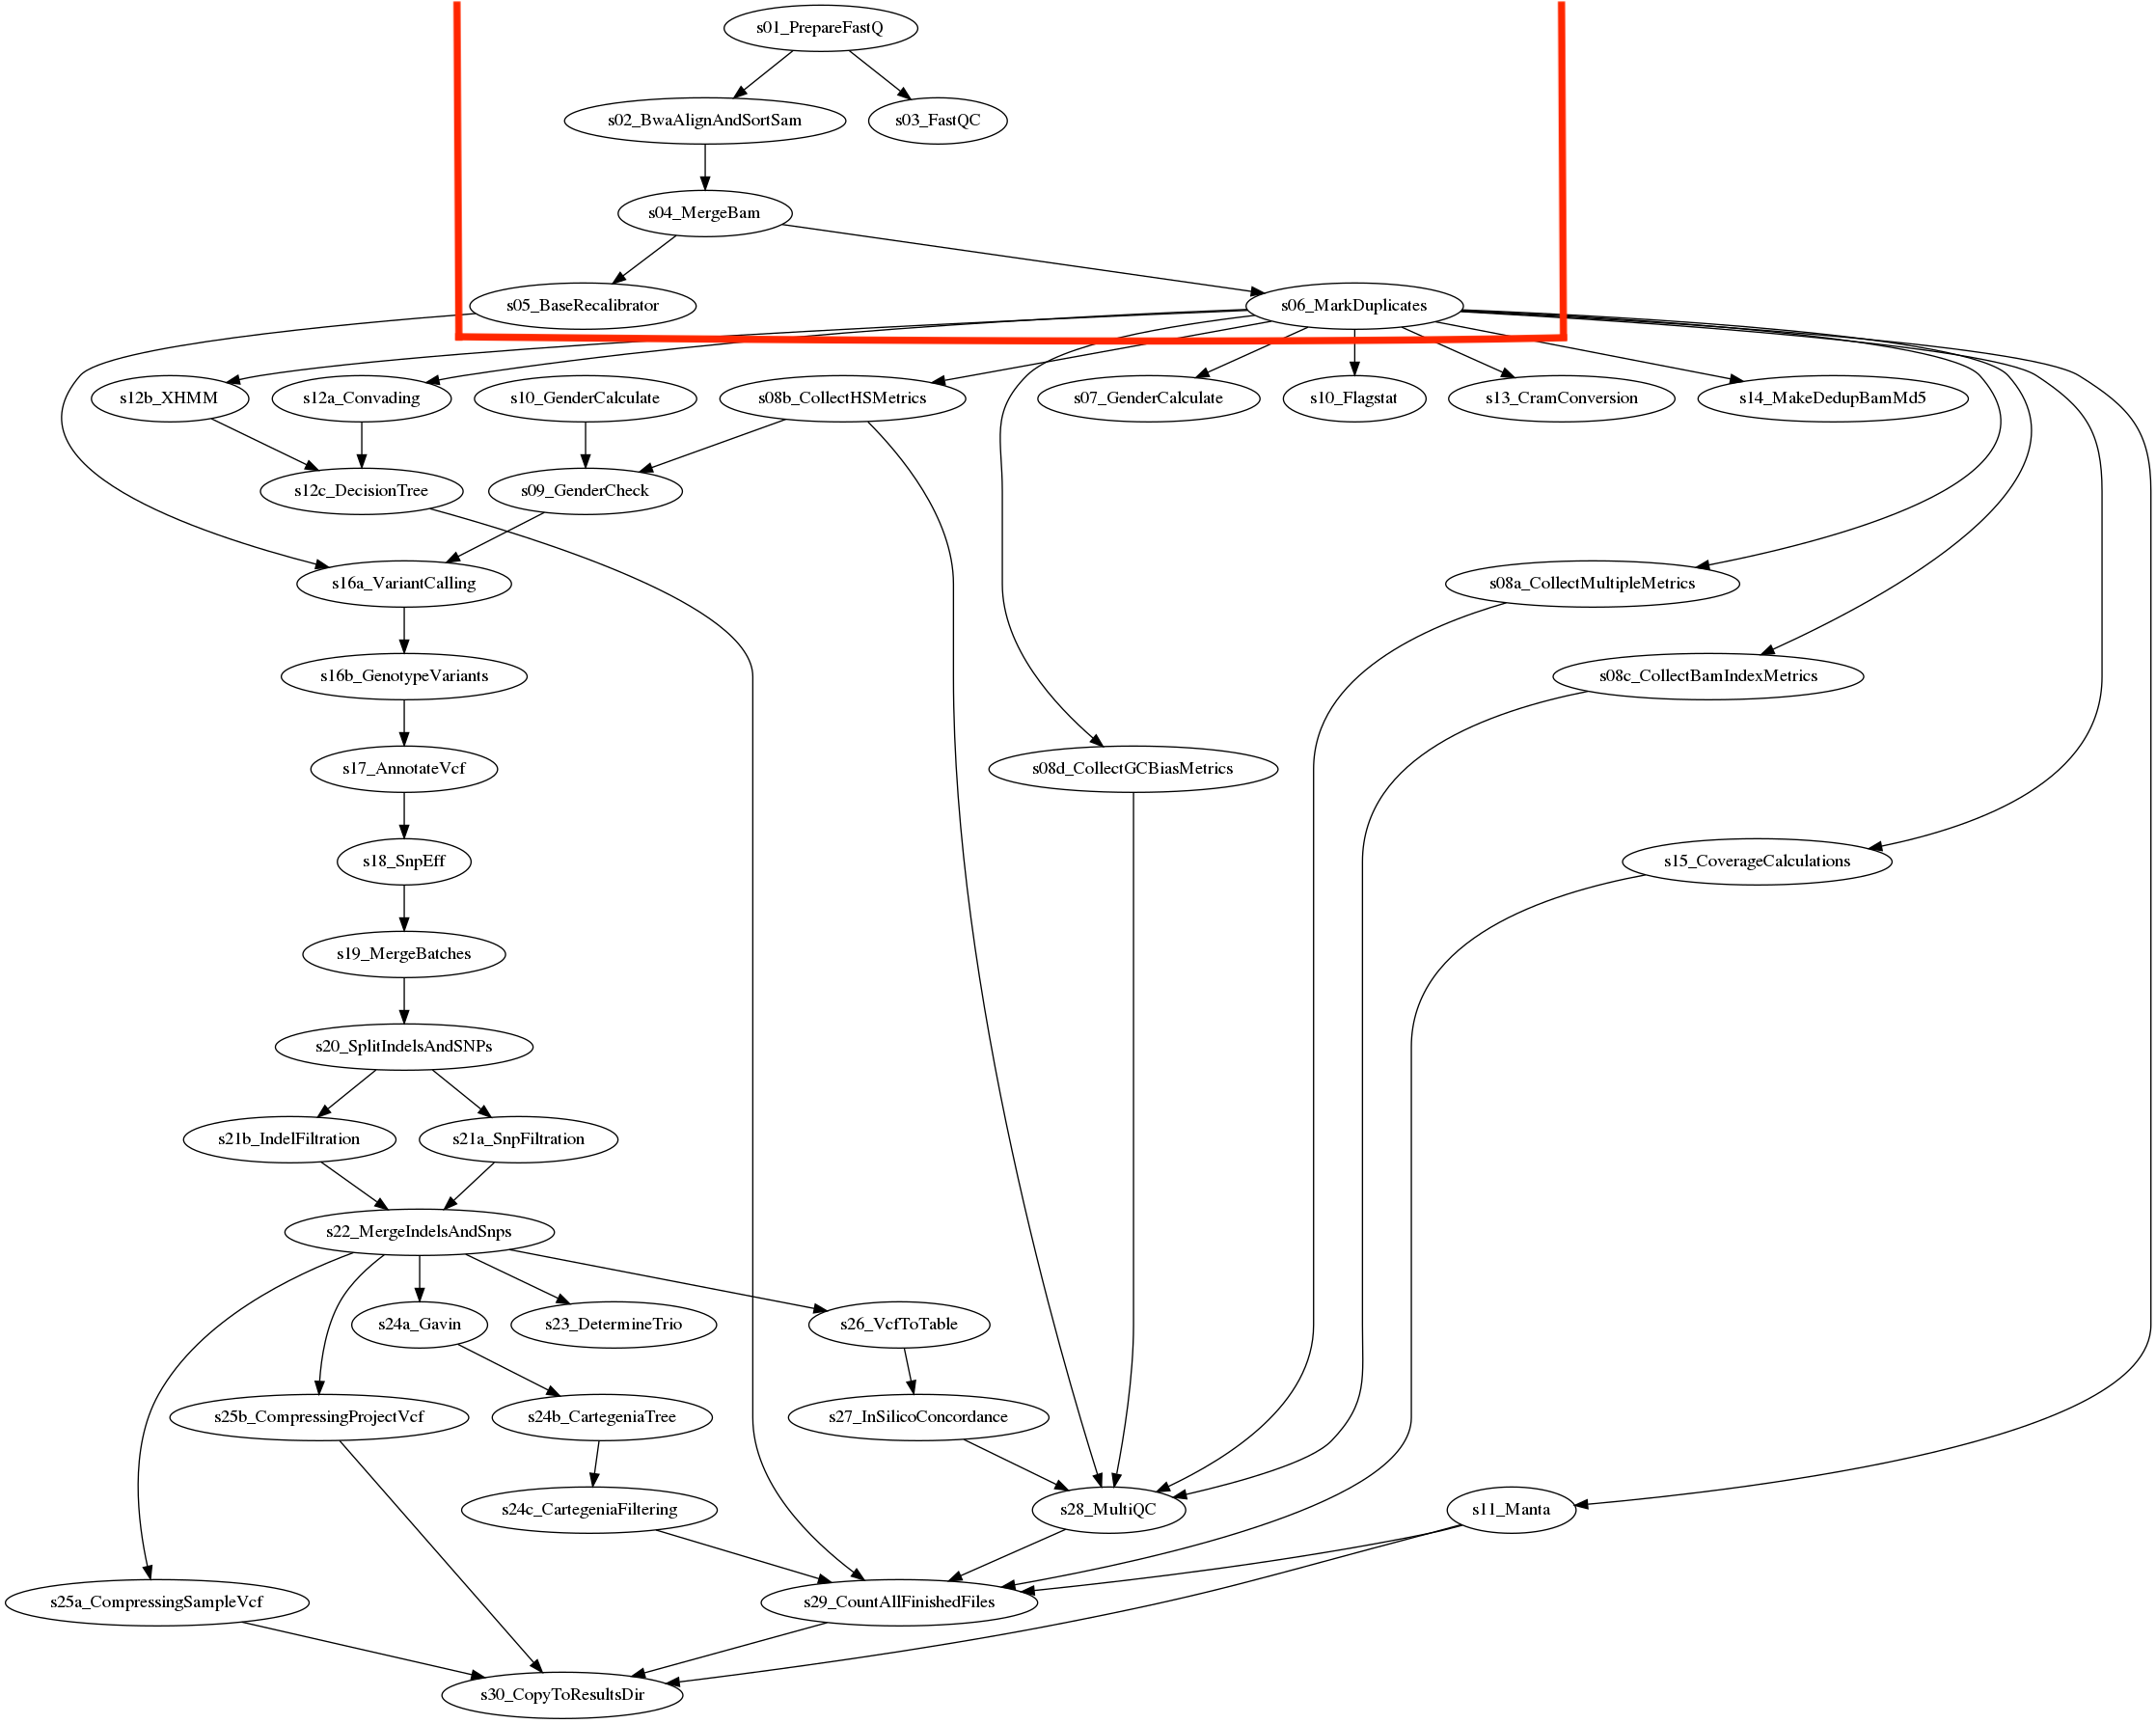 s01_PrepareFastQ
s02_BwaAlignAndSortSam
s03_FastQC
s04_MergeBam
s05_BaseRecalibrator
s06_MarkDuplicates
s12b_XHMM
s12a_Convading
s10_GenderCalculate
s08b_CollectHSMetrics
s07_GenderCalculate
s10_Flagstat
s13_CramConversion
s14_MakeDedupBamMd5
s12c_DecisionTree
s09_GenderCheck
s16a_VariantCalling
s08a_CollectMultipleMetrics
s16b_GenotypeVariants
s08c_CollectBamIndexMetrics
s17_AnnotateVcf
s08d_CollectGCBiasMetrics
s18_SnpEff
s15_CoverageCalculations
s19_MergeBatches
s20_SplitIndelsAndSNPs
s21b_IndelFiltration
s21a_SnpFiltration
s22_MergeIndelsAndSnps
s24a_Gavin
s23_DetermineTrio
s26_VcfToTable
s25b_CompressingProjectVcf
s24b_CartegeniaTree
s27_InSilicoConcordance
s24c_CartegeniaFiltering
s28_MultiQC
s11_Manta
s25a_CompressingSampleVcf
s29_CountAllFinishedFiles
s30_CopyToResultsDir